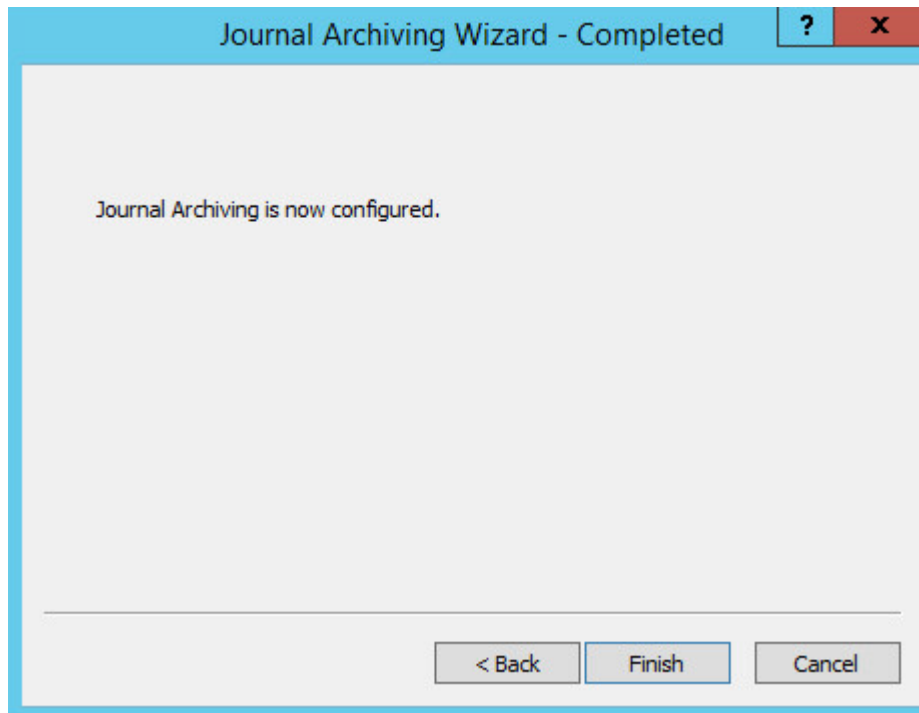 Journal Archiving Wizard - Completed ? x
Journal Archiving is now configured.
< Back Finish Cancel